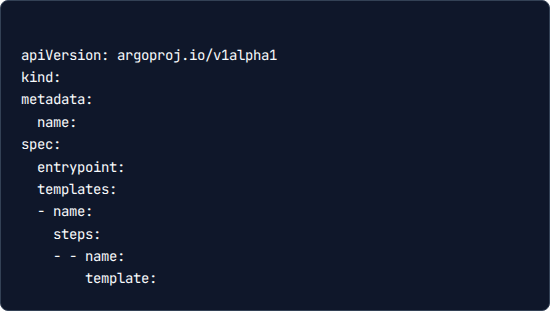 apiVersion: argoproj.io/v1alpha1
kind:
metadata:
  name:
spec:
  entrypoint:
  templates:
  - name:
    steps:
    - - name:
        template: